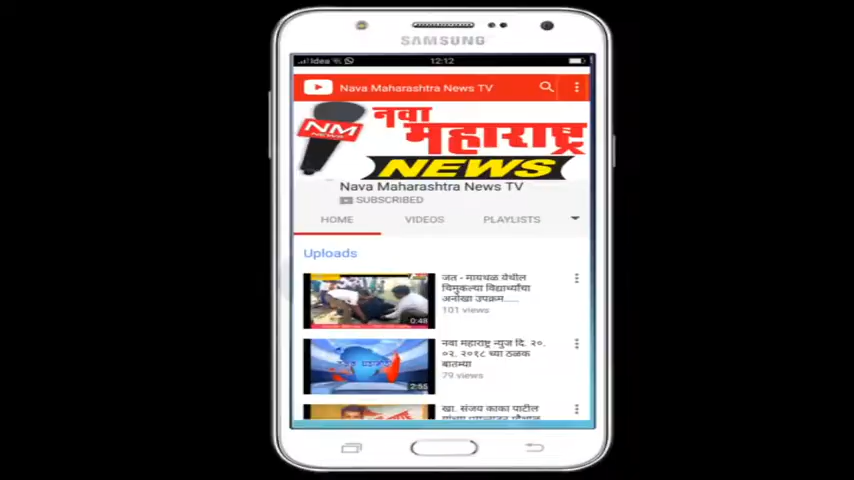 SAMSUNG
Idea
12:12
Nava Maharashtra News TV
NM
NEWS
नवा
महाराष्ट्र
NEWS
Nava Maharashtra News TV
SUBSCRIBED
HOME VIDEOS PLAYLISTS
Uploads
जत - मायथळ येथील
चिमुकल्या विद्यार्थ्यांचा
अनोखा उपक्रम.....
101 views
0:48
नवा महाराष्ट्र न्युज दि. २०.
०२. २०१८ च्या ठळक
बातम्या
79 views
2:55
खा. संजय काका पाटील